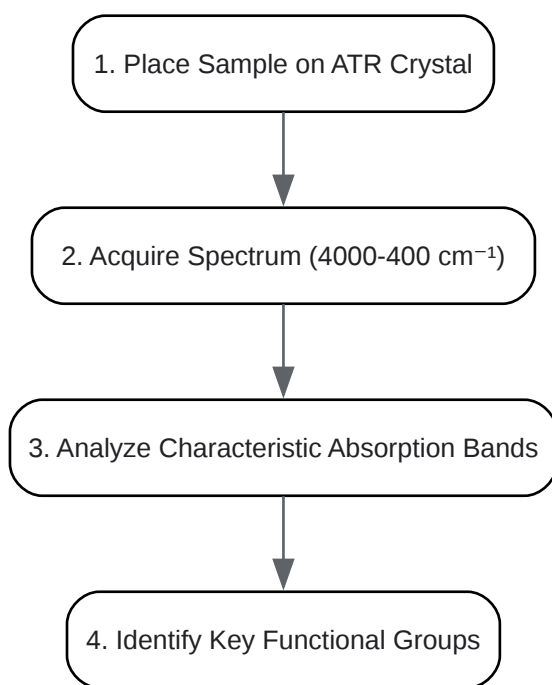 1. Place Sample on ATR Crystal
2. Acquire Spectrum (4000-400 cm⁻¹)
3. Analyze Characteristic Absorption Bands
4. Identify Key Functional Groups